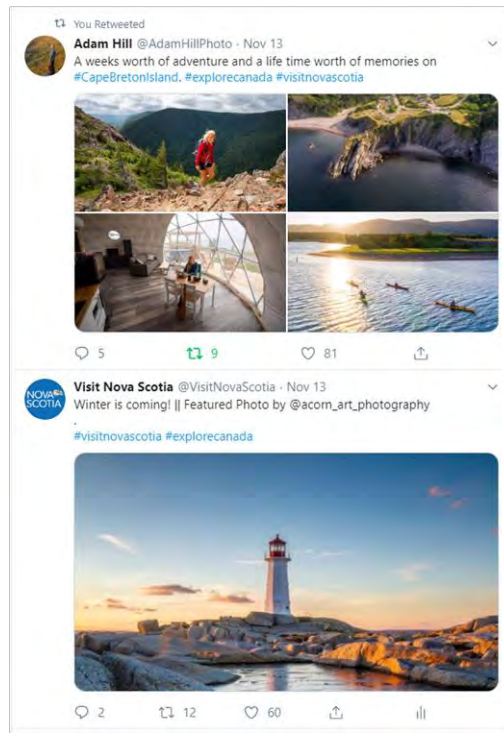 You Retweeted
Adam Hill @AdamHillPhoto · Nov 13
A weeks worth of adventure and a life time worth of memories on
#CapeBretonIsland. #explorecanada #visitnovascotia
5 9 81
NOVA
SCOTIA
Visit Nova Scotia @VisitNovaScotia · Nov 13
Winter is coming! || Featured Photo by @acorn_art_photography
.
#visitnovascotia #explorecanada
2 12 60